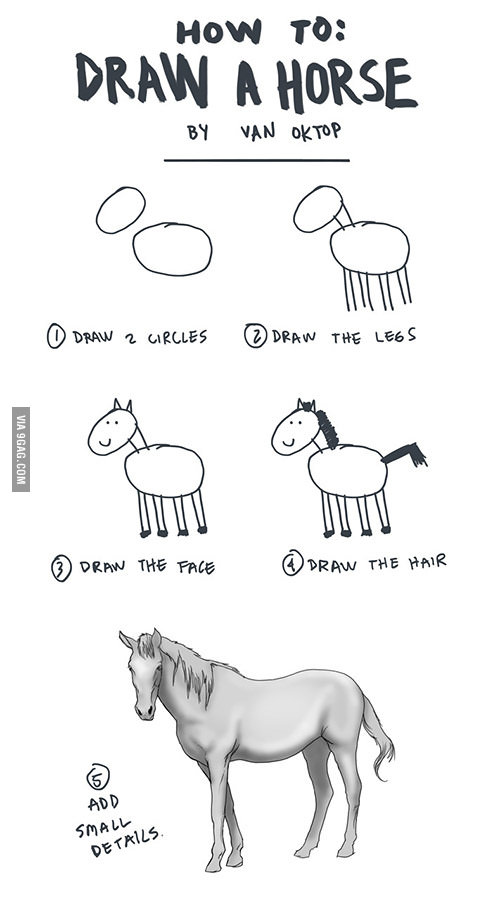 HOW TO:
DRAW A HORSE
BY VAN OKTOP
① DRAW 2 CIRCLES
② DRAW THE LEGS
VIA 9GAG.COM
③ DRAW THE FACE
④ DRAW THE HAIR
⑤
ADD
SMALL
DETAILS.